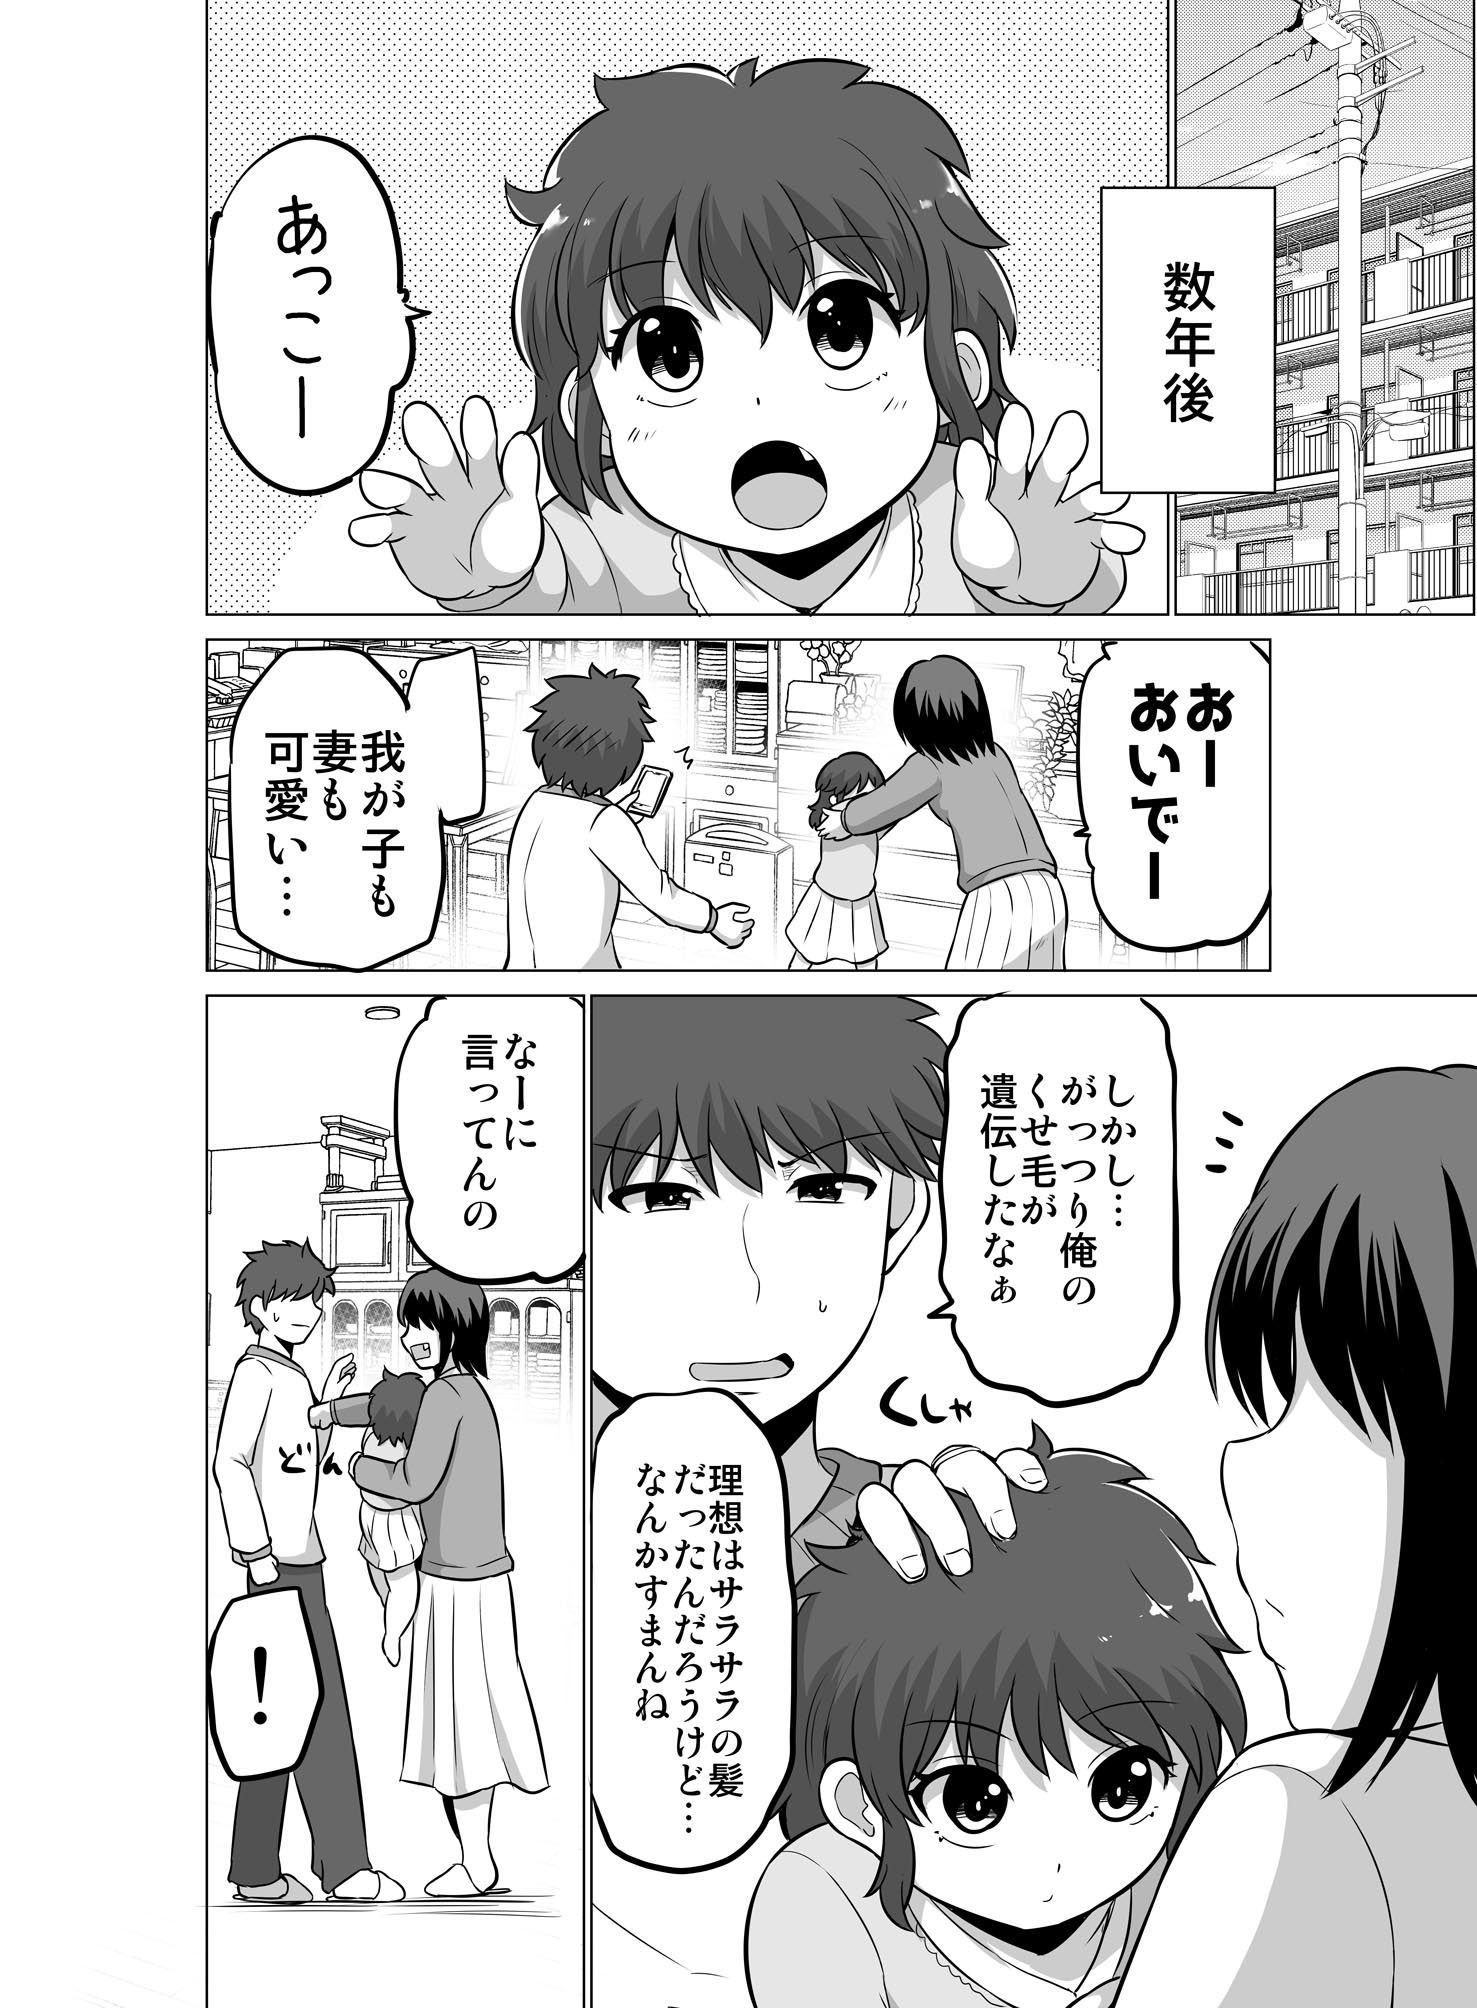 数年後
あっこー
おー
おいでー
我が子も
妻も
可愛い…
しかし…
がっつり俺の
くせ毛が
遺伝したなぁ
くしゃ
理想はサラサラの髪
だったんだろうけど…
なんかすまんね
なーに
言ってんの
どん
！